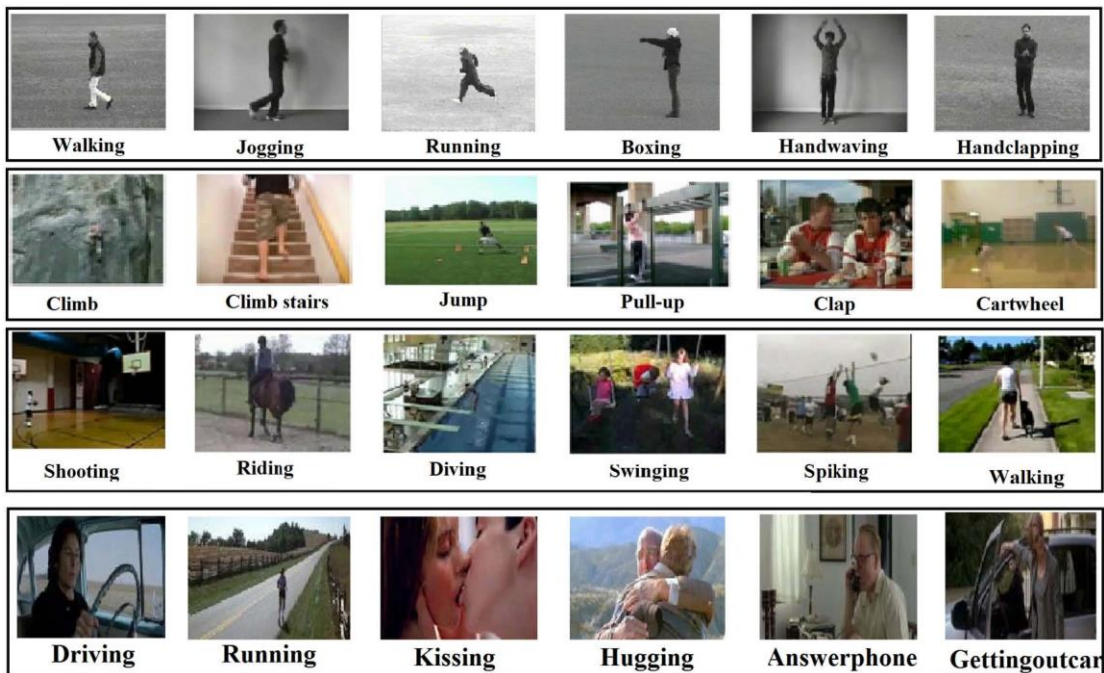 Walking Jogging Running Boxing Handwaving Handclapping
Climb Climb stairs Jump Pull-up Clap Cartwheel
Shooting Riding Diving Swinging Spiking Walking
Driving Running Kissing Hugging Answerphone Gettingoutcar